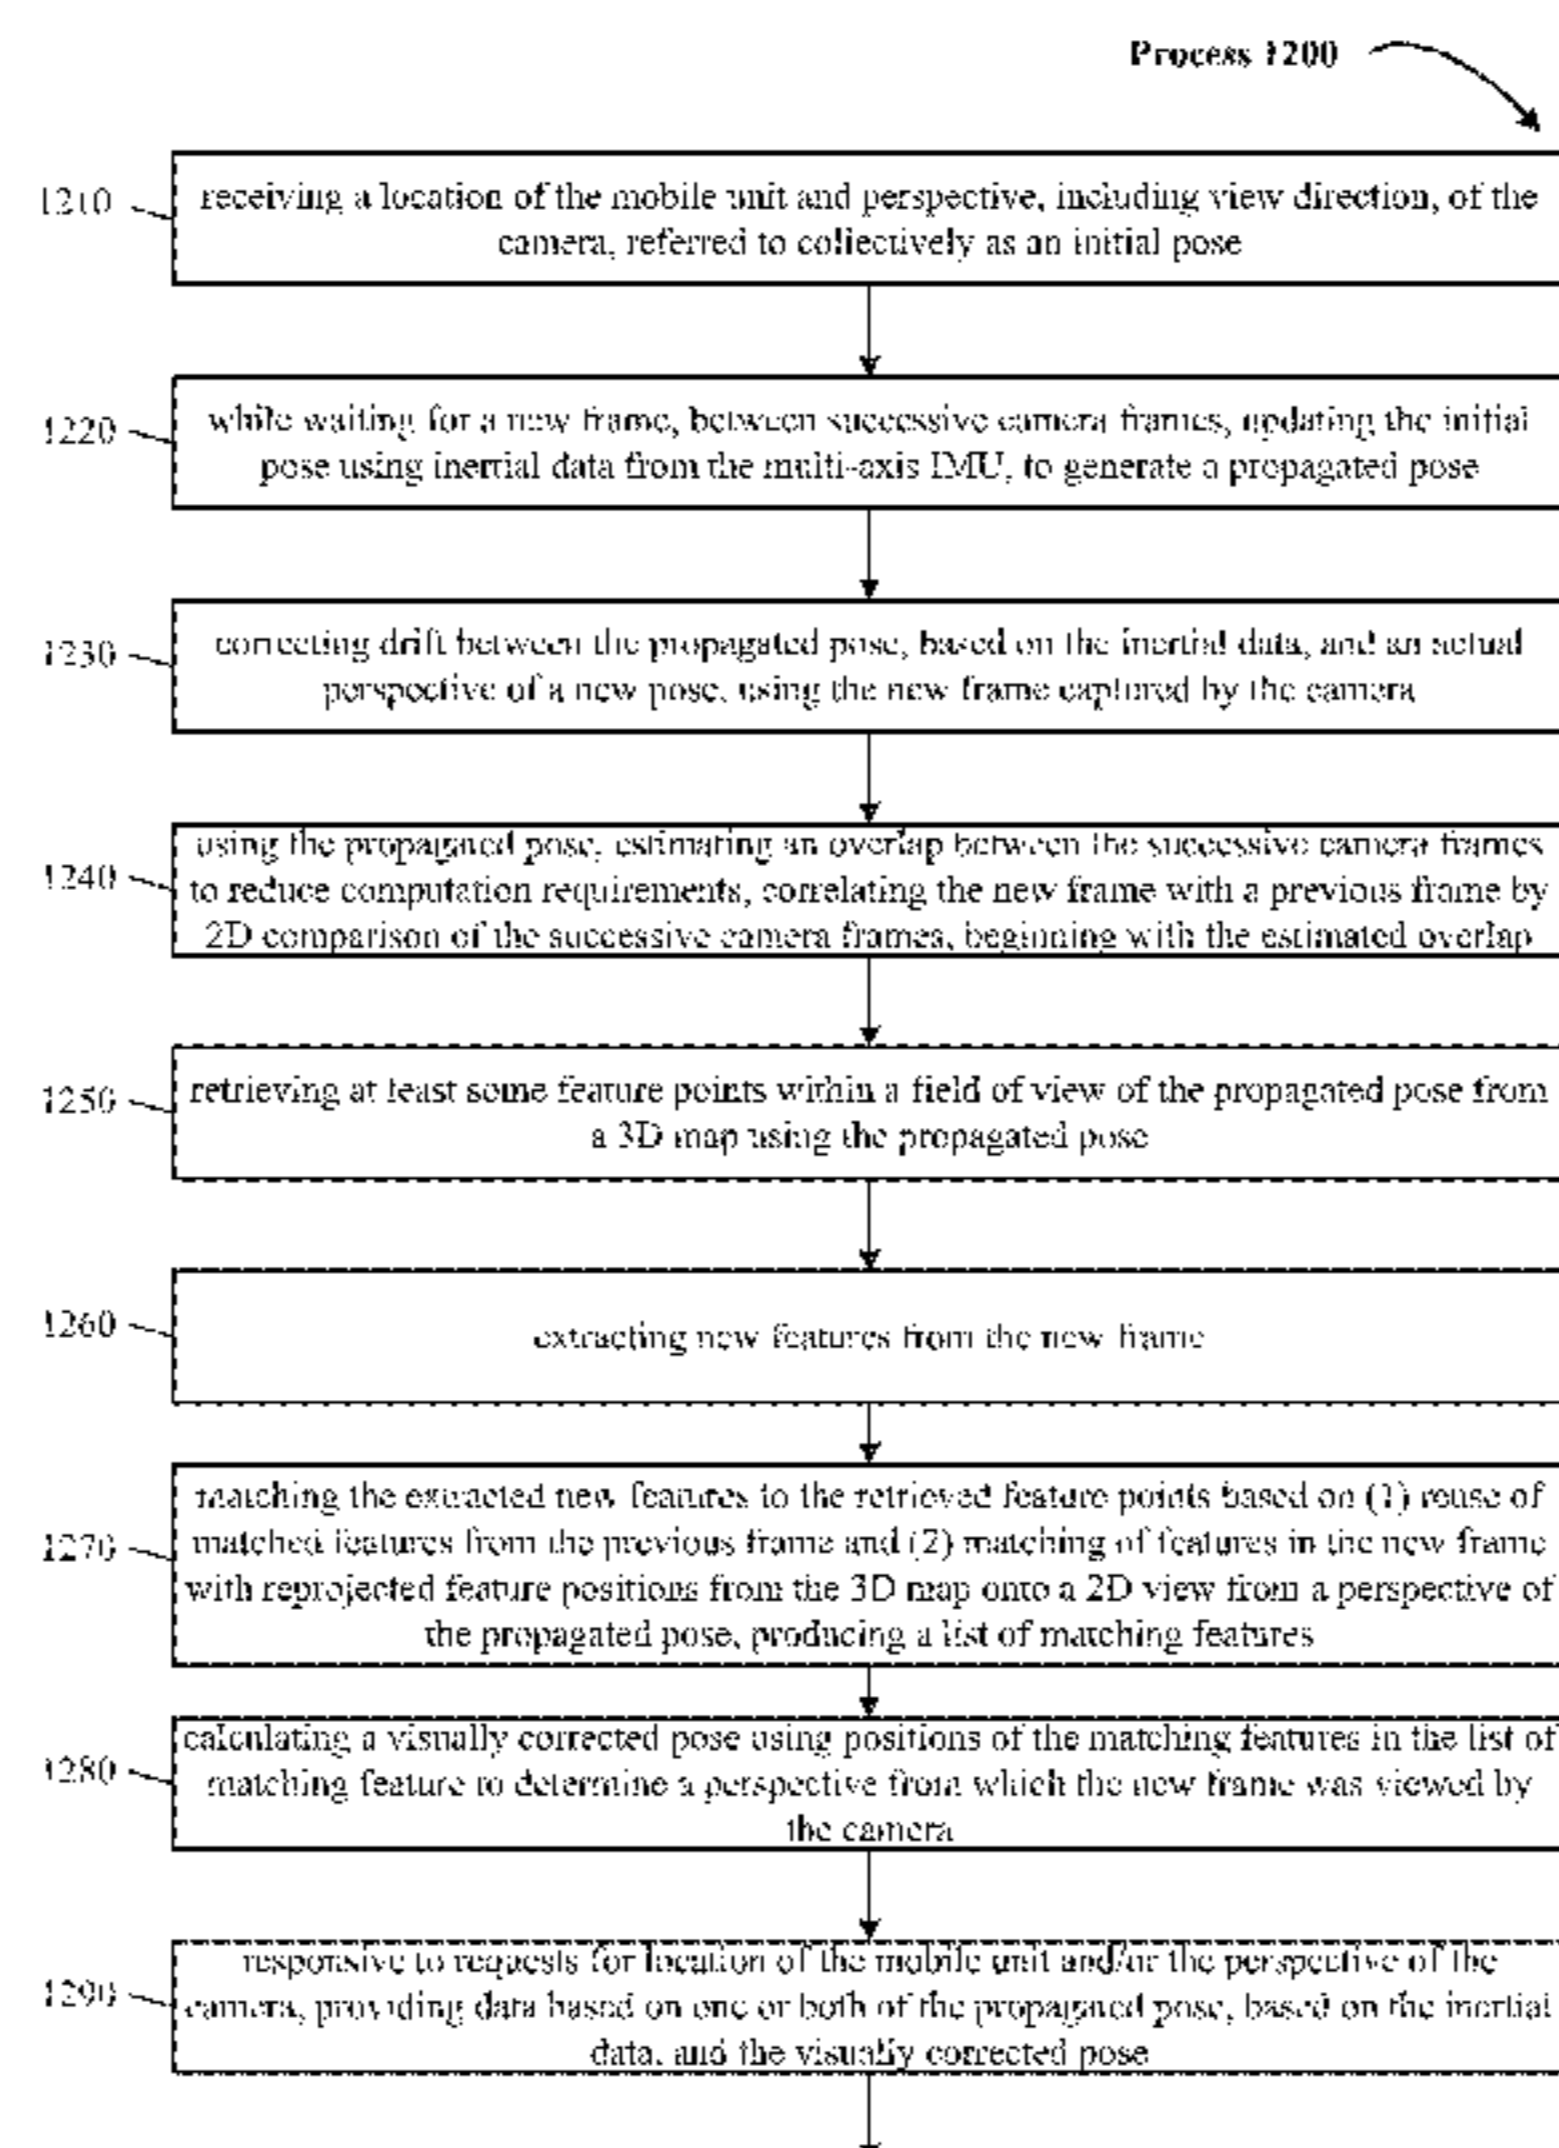 Process 1200
1210
receiving a location of the mobile unit and perspective, including view direction, of the
camera, referred to collectively as an initial pose
1220
while waiting for a new frame, between successive camera frames, updating the initial
pose using inertial data from the multi-axis IMU, to generate a propagated pose
1230
correcting drift between the propagated pose, based on the inertial data, and an actual
perspective of a new pose, using the new frame captured by the camera
1240
using the propagated pose, estimating an overlap between the successive camera frames
to reduce computation requirements, correlating the new frame with a previous frame by
2D comparison of the successive camera frames, beginning with the estimated overlap
1250
retrieving at least some feature points within a field of view of the propagated pose from
a 3D map using the propagated pose
1260
extracting new features from the new frame
1270
matching the extracted new features to the retrieved feature points based on (1) reuse of
matched features from the previous frame and (2) matching of features in the new frame
with reprojected feature positions from the 3D map onto a 2D view from a perspective of
the propagated pose, producing a list of matching features
1280
calculating a visually corrected pose using positions of the matching features in the list of
matching feature to determine a perspective from which the new frame was viewed by
the camera
1290
responsive to requests for location of the mobile unit and/or the perspective of the
camera, providing data based on one or both of the propagated pose, based on the inertial
data, and the visually corrected pose